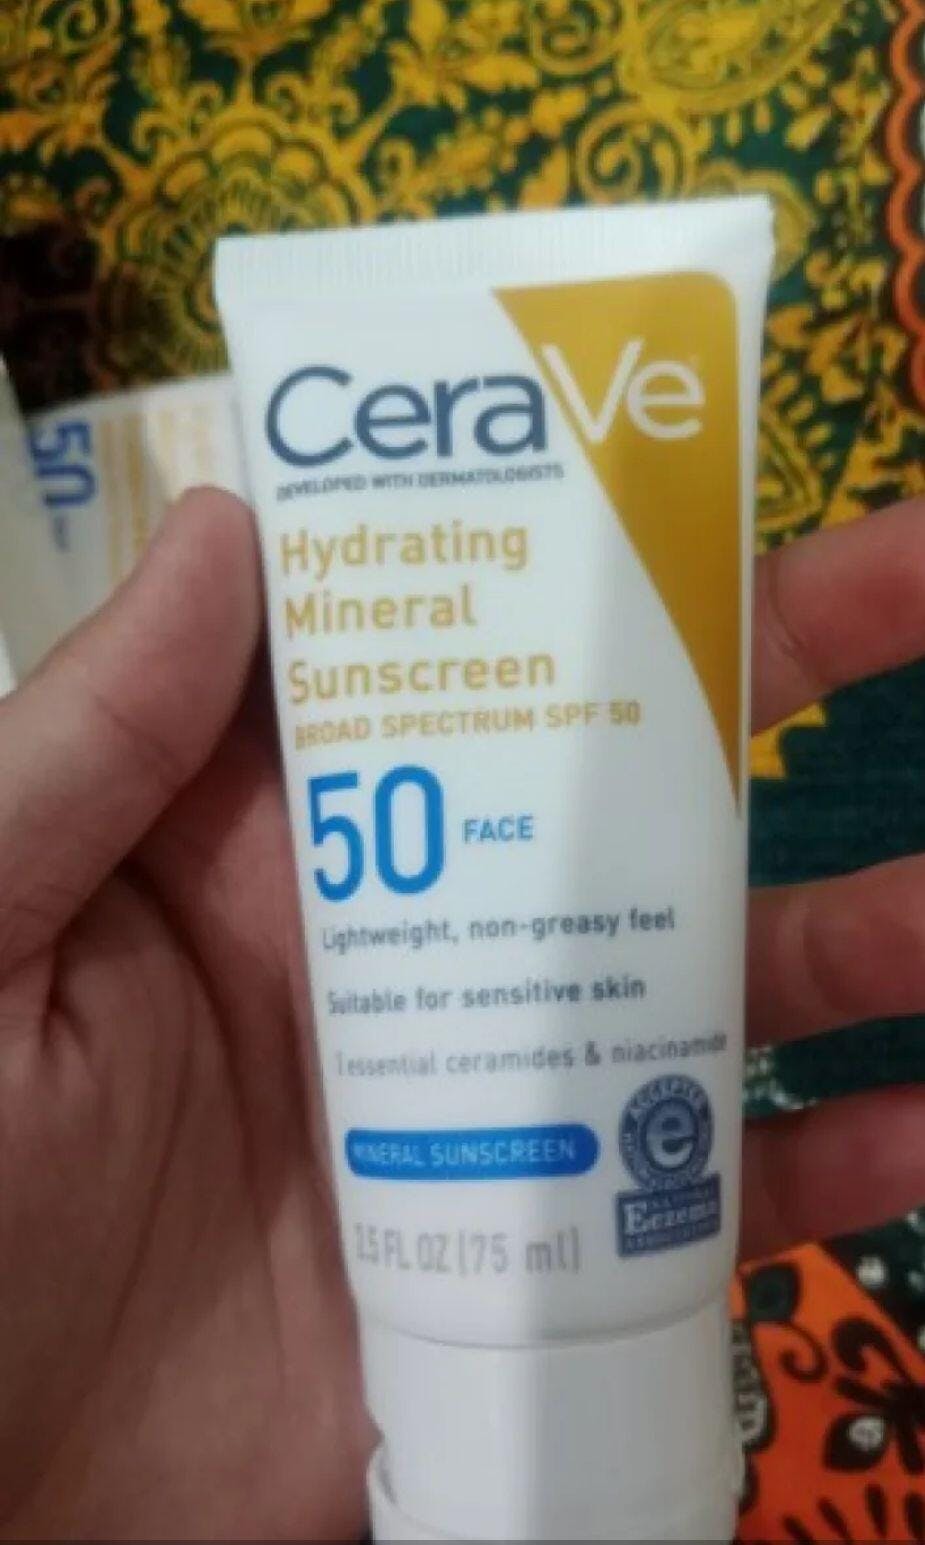 CeraVe
DEVELOPED WITH DERMATOLOGISTS
Hydrating
Mineral
Sunscreen
BROAD SPECTRUM SPF 50
50 FACE
Lightweight, non-greasy feel
Suitable for sensitive skin
essential ceramides & niacinamide
MINERAL SUNSCREEN
ACCEPTED
e
Eczema
2.5 FL OZ (75 ml)
50